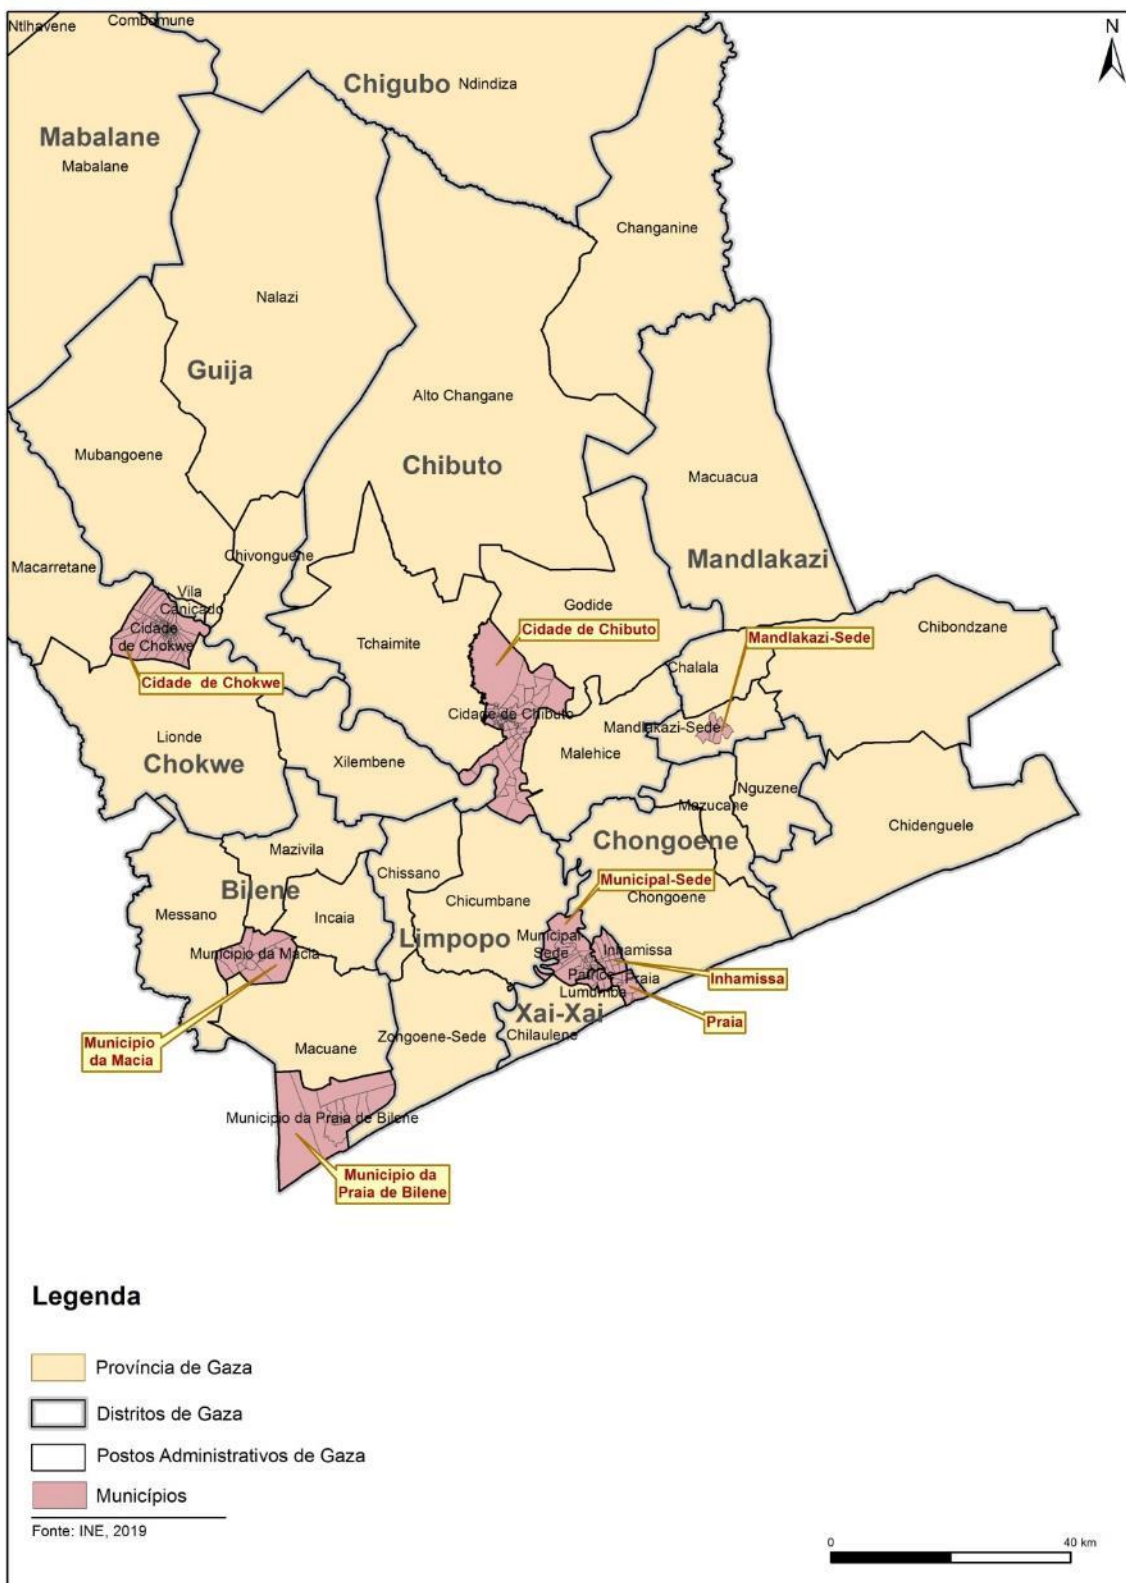 Ntlhavene
Combomune
N
Chigubo
Ndindiza
Mabalane
Mabalane
Changanine
Nalazi
Guija
Alto Changane
Mubangoene
Chibuto
Macuacua
Mandlakazi
Chivonguene
Macarretane
Vila
Caniçado
Godide
Cidade de Chibuto
Mandlakazi-Sede
Chibondzane
Cidade
de Chokwe
Tchaimite
Chalala
Cidade de Chokwe
Cidade de Chibuto
Mandlakazi-Sede
Lionde
Chokwe
Xilembene
Malehice
Nguzene
Mazucane
Chidenguele
Mazivila
Chongoene
Chissano
Bilene
Municipal-Sede
Messano
Incaia
Chicumbane
Chongoene
Limpopo
Municipal
Sede
Inhamissa
Municipio da Macia
Patrice
Lumumba
Praia
Inhamissa
Xai-Xai
Praia
Municipio
da Macia
Macuane
Zongoene-Sede
Chilaulene
Municipio da Praia de Bilene
Municipio da
Praia de Bilene
Legenda
Província de Gaza
Distritos de Gaza
Postos Administrativos de Gaza
Municípios
Fonte: INE, 2019
0
40 km